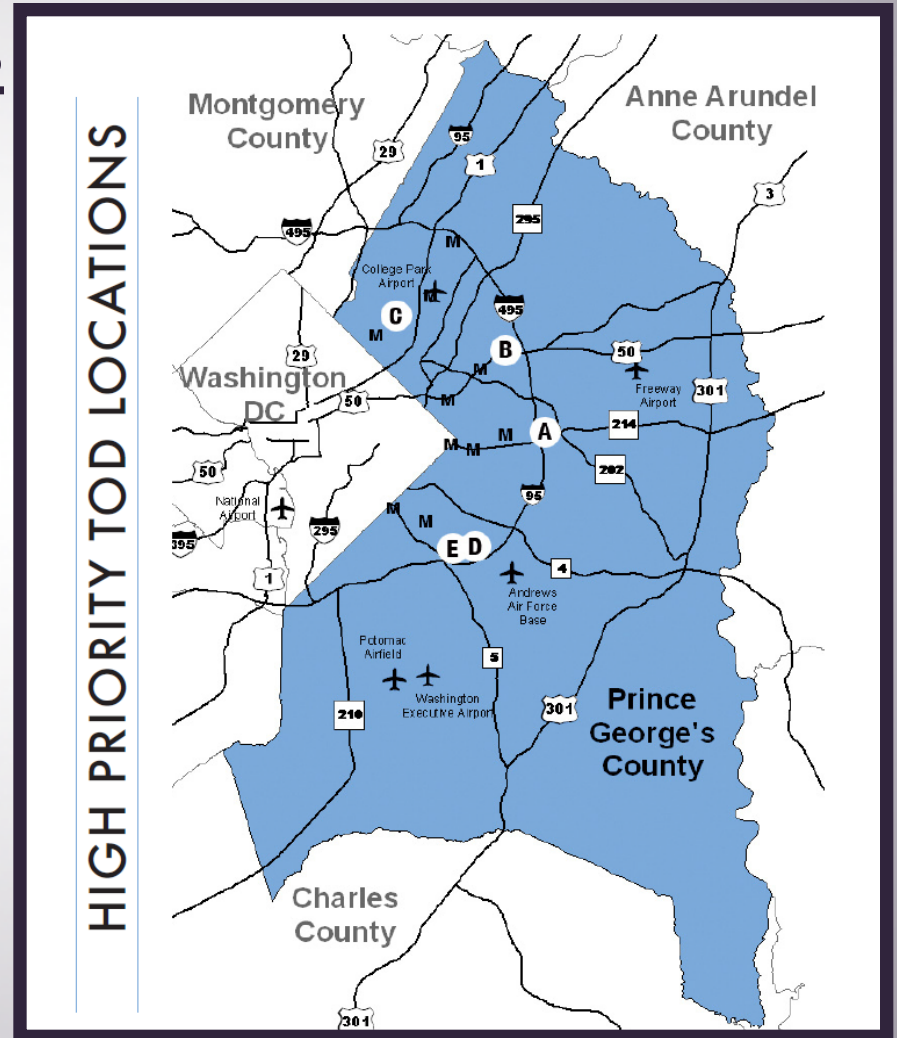 HIGH PRIORITY TOD LOCATIONS
Montgomery
County
Anne Arundel
County
95
29
1
3
295
495
M
College Park
Airport
M
C
495
M
B
29
50
M
Washington
DC
Freeway
Airport
301
50
M
214
A
M
M
M
202
50
95
National
Airport
M
M
295
395
E
D
4
1
Andrews
Air Force
Base
Potomac
Airfield
5
Washington
Executive Airport
210
301
Prince
George's
County
Charles
County
301